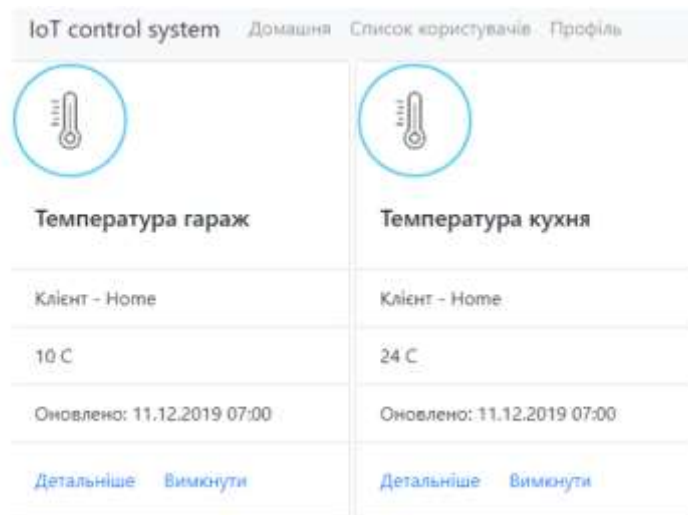 IoT control system Домашня Список користувачів Профіль
Температура гараж
Клієнт - Home
10 C
Оновлено: 11.12.2019 07:00
Детальніше Вимкнути
Температура кухня
Клієнт - Home
24 C
Оновлено: 11.12.2019 07:00
Детальніше Вимкнути